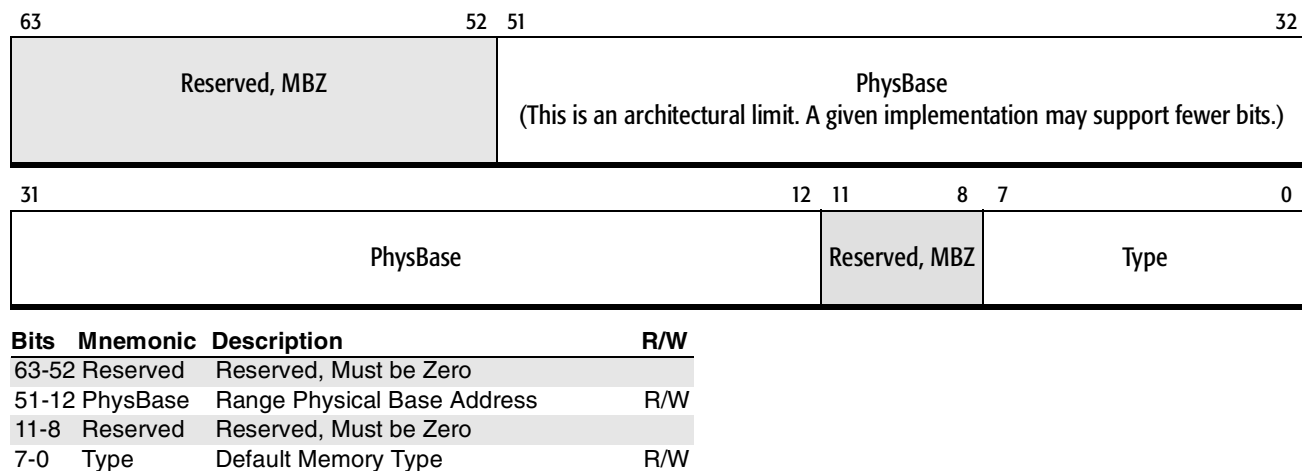 63 52 51 32
Reserved, MBZ PhysBase
(This is an architectural limit. A given implementation may support fewer bits.)
31 12 11 8 7 0
PhysBase Reserved, MBZ Type
Bits Mnemonic Description R/W
63-52 Reserved Reserved, Must be Zero
51-12 PhysBase Range Physical Base Address R/W
11-8 Reserved Reserved, Must be Zero
7-0 Type Default Memory Type R/W